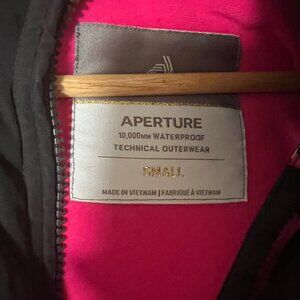 APERTURE
10,000MM WATERPROOF
TECHNICAL OUTERWEAR
SMALL
MADE IN VIETNAM | FABRIQUÉ À VIETNAM